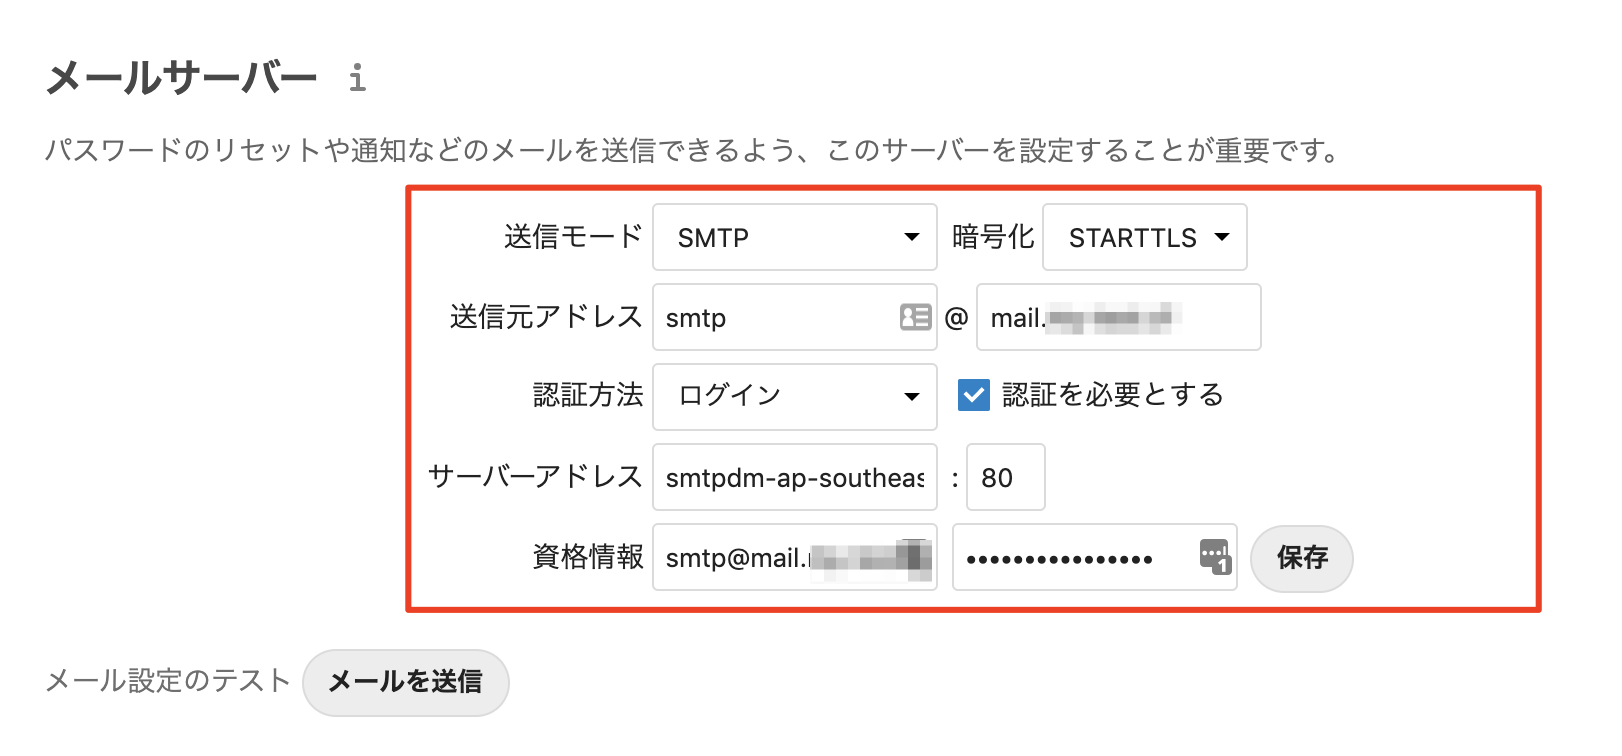 メールサーバー i
パスワードのリセットや通知などのメールを送信できるよう、このサーバーを設定することが重要です。
送信モード SMTP 暗号化 STARTTLS
送信元アドレス smtp @ mail.
認証方法 ログイン 認証を必要とする
サーバーアドレス smtpdm-ap-southeas : 80
資格情報 smtp@mail. ●●●●●●●●●●●●●●●● 1 保存
メール設定のテスト メールを送信